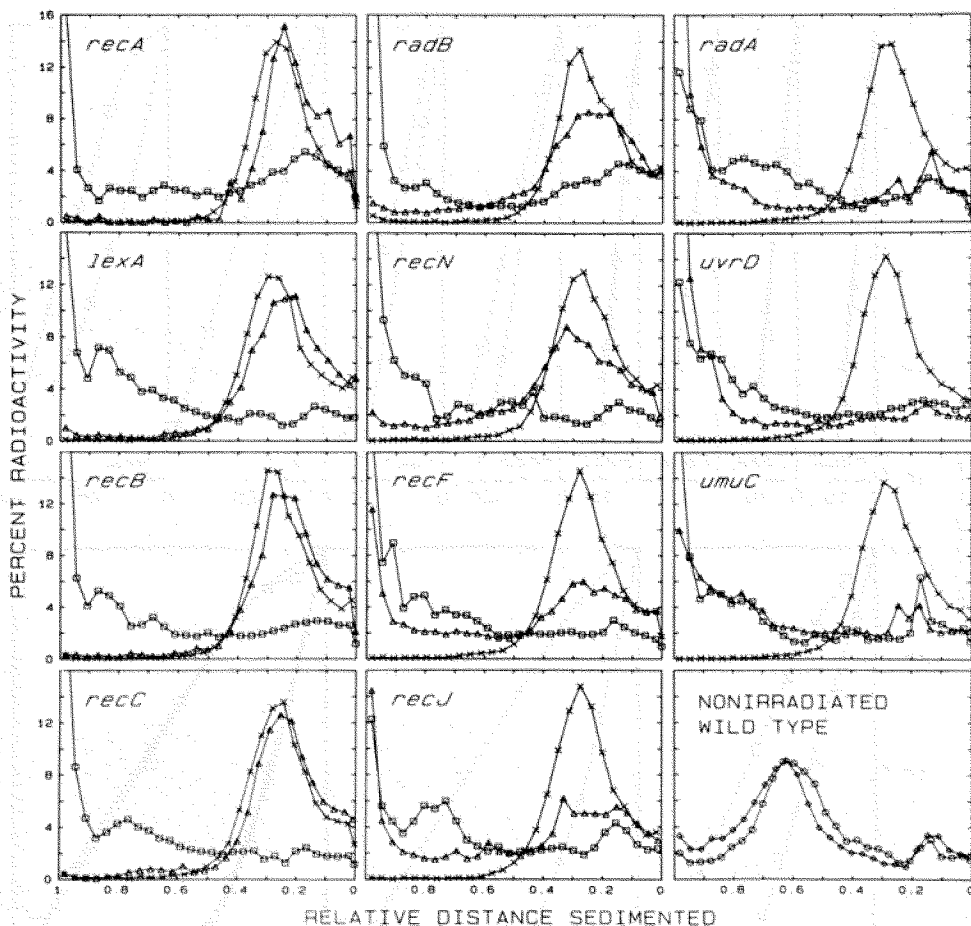 recA
radB
radA
lexA
recN
uvrD
recB
recF
umuC
recC
recJ
NONIRRADIATED
WILD TYPE
PERCENT RADIOACTIVITY
16
12
8
4
0
12
8
4
0
12
8
4
0
12
8
4
0
1
0.8
0.6
0.4
0.2
0
0.8
0.6
0.4
0.2
0
0.8
0.6
0.4
0.2
0
RELATIVE DISTANCE SEDIMENTED